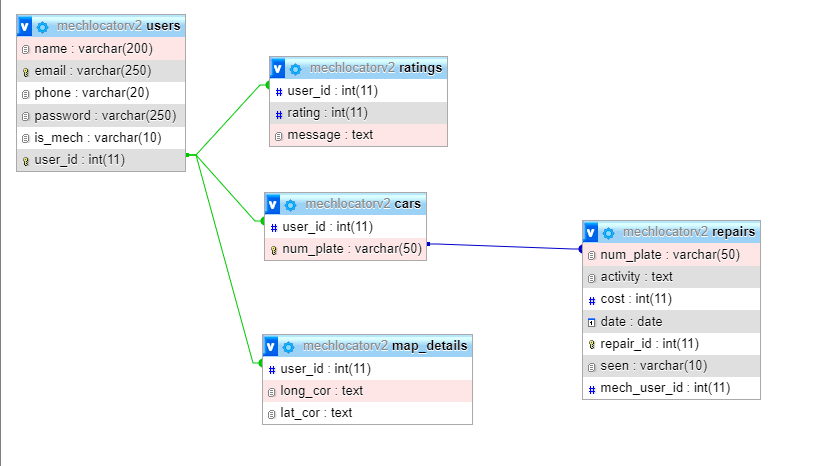 v mechlocatorv2 users
name : varchar(200)
email : varchar(250)
phone : varchar(20)
password : varchar(250)
is_mech : varchar(10)
user_id : int(11)
v mechlocatorv2 ratings
# user_id : int(11)
# rating : int(11)
message : text
v mechlocatorv2 cars
# user_id : int(11)
num_plate : varchar(50)
v mechlocatorv2 repairs
num_plate : varchar(50)
activity : text
# cost : int(11)
date : date
repair_id : int(11)
seen : varchar(10)
# mech_user_id : int(11)
v mechlocatorv2 map_details
# user_id : int(11)
long_cor : text
lat_cor : text